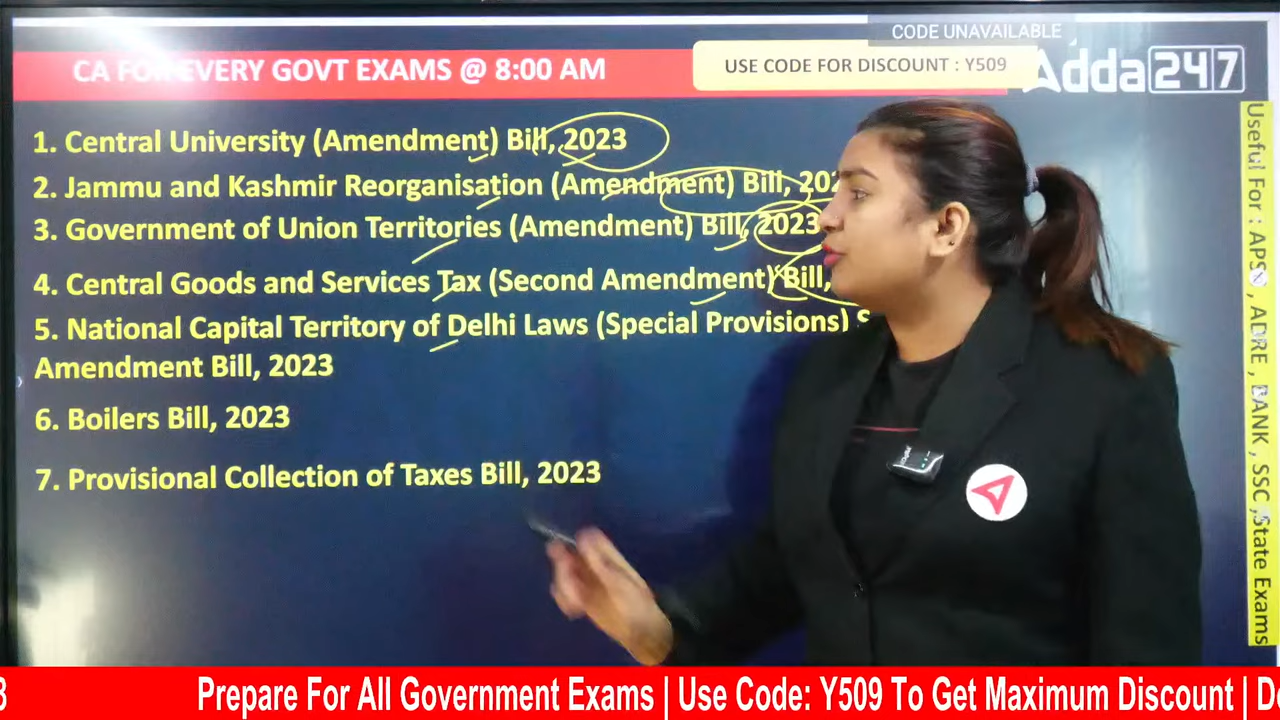 CODE UNAVAILABLE
CA FOR EVERY GOVT EXAMS @ 8:00 AM
USE CODE FOR DISCOUNT : Y509
Adda247
1. Central University (Amendment) Bill, 2023
2. Jammu and Kashmir Reorganisation (Amendment) Bill,
3. Government of Union Territories (Amendment) Bill, 2023
4. Central Goods and Services Tax (Second Amendment) Bill,
5. National Capital Territory of Delhi Laws (Special Provisions)
Amendment Bill, 2023
6. Boilers Bill, 2023
7. Provisional Collection of Taxes Bill, 2023
Useful For : APSC , ADRE , BANK , SSC ,State Exams
Prepare For All Government Exams | Use Code: Y509 To Get Maximum Discount |